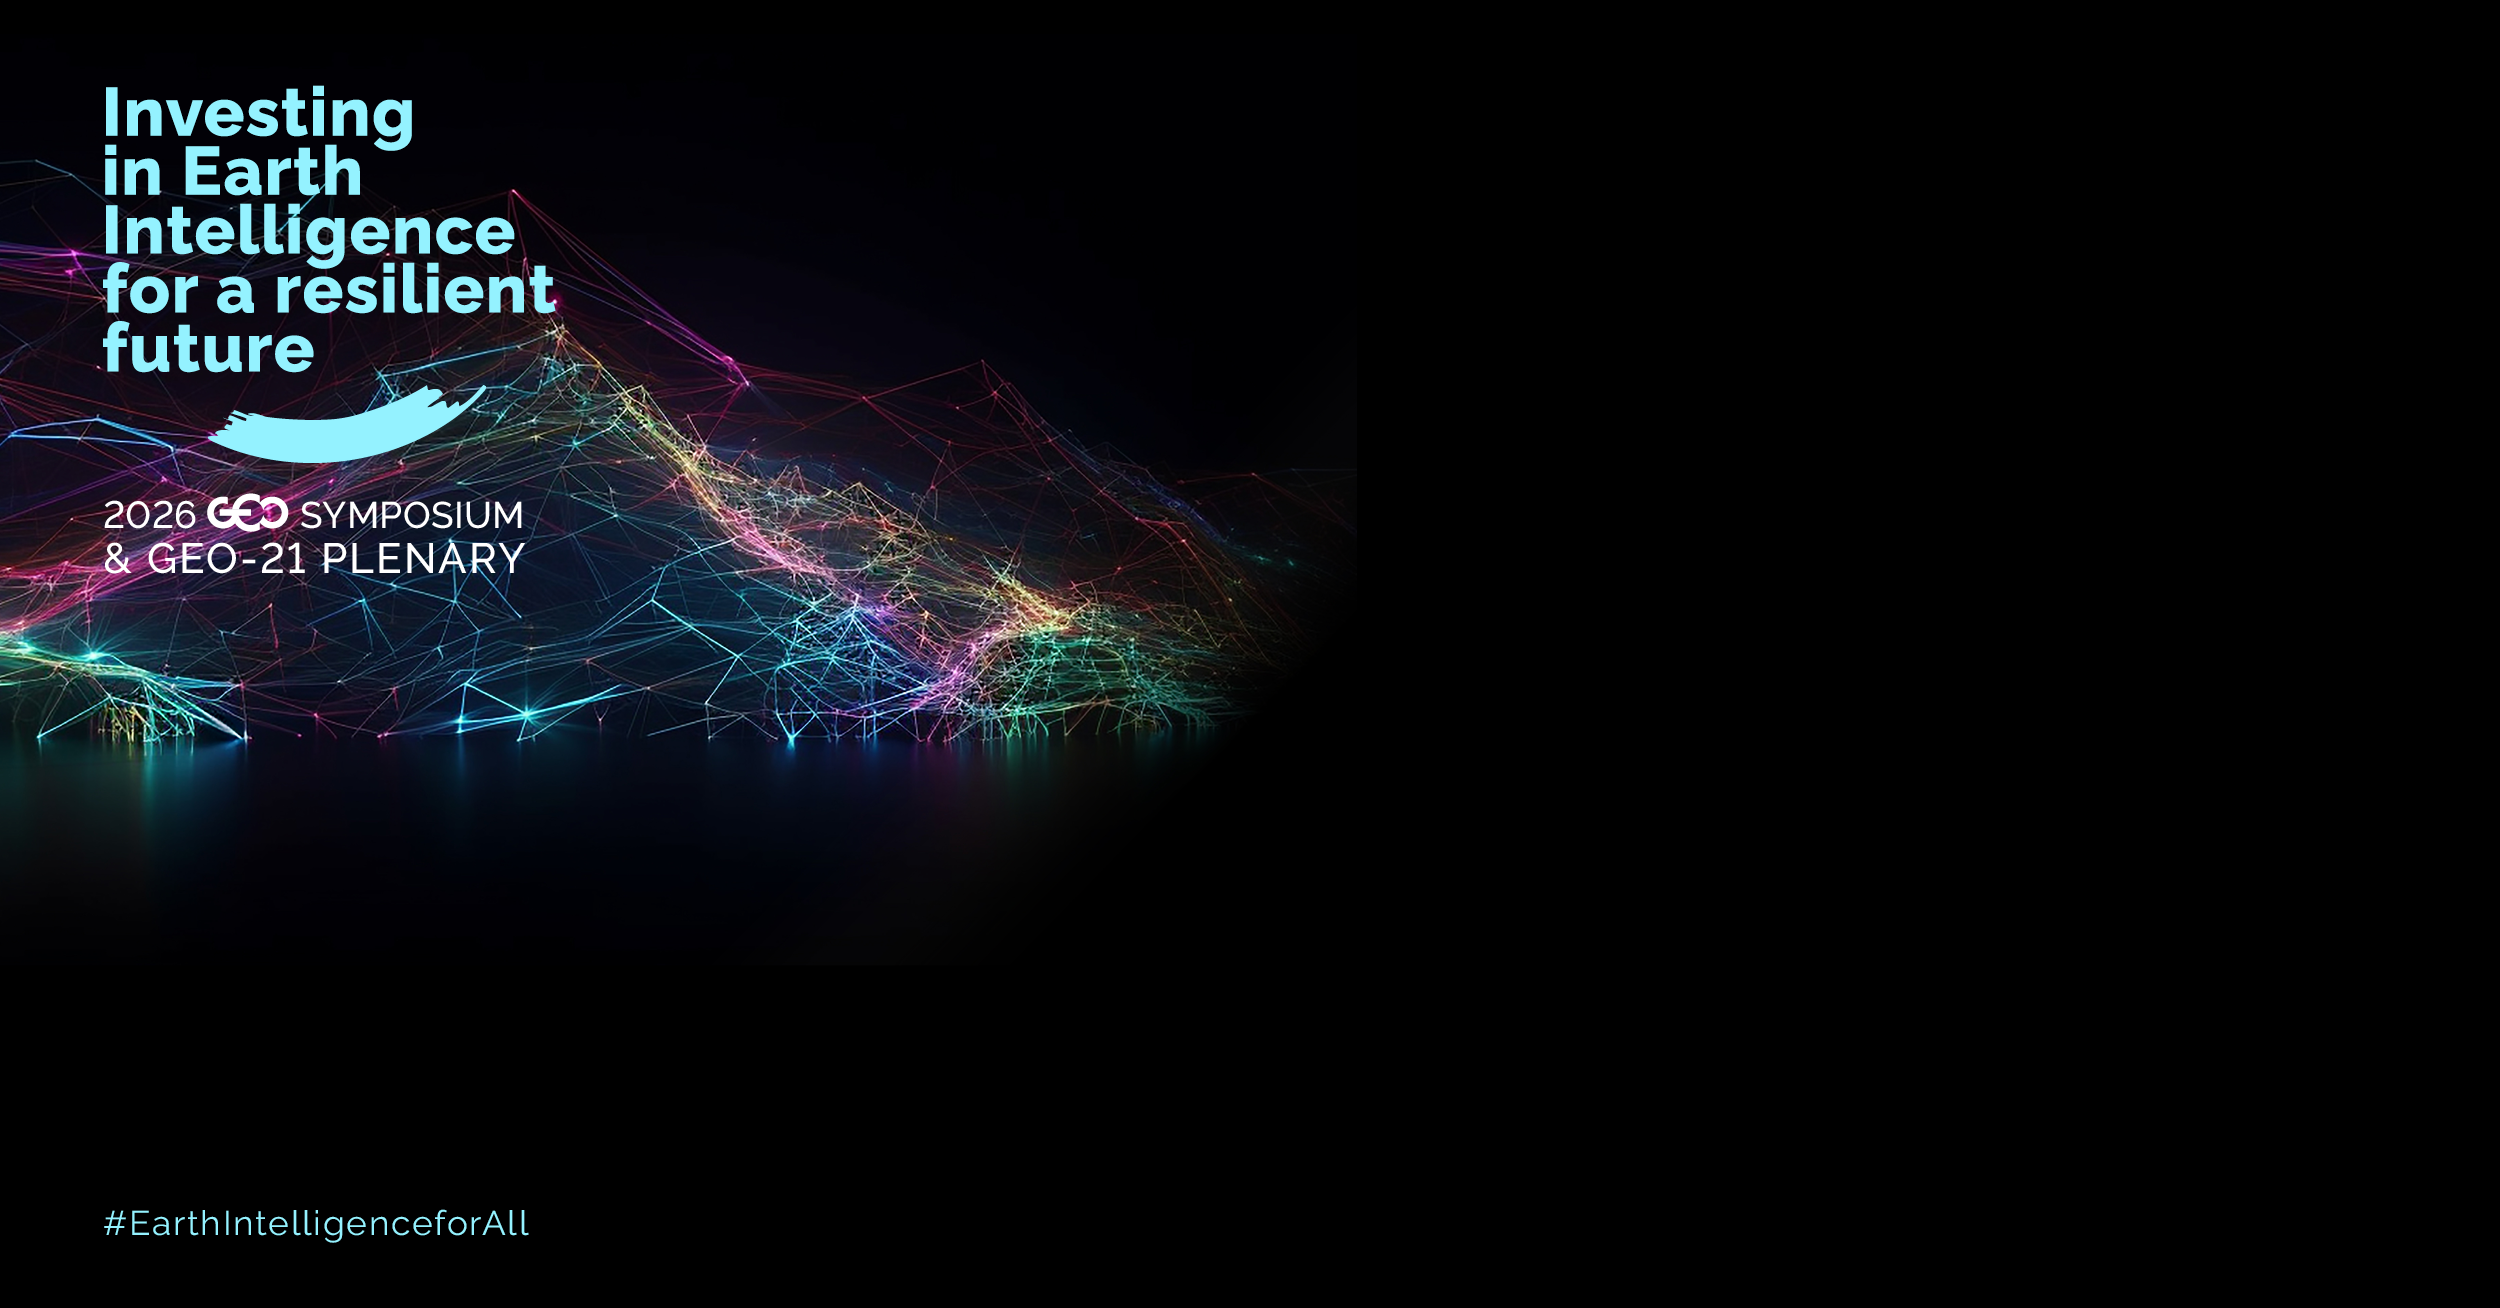 Investing
in Earth
Intelligence
for a resilient
future
2026 GEO SYMPOSIUM
& GEO-21 PLENARY
#EarthIntelligenceforAll